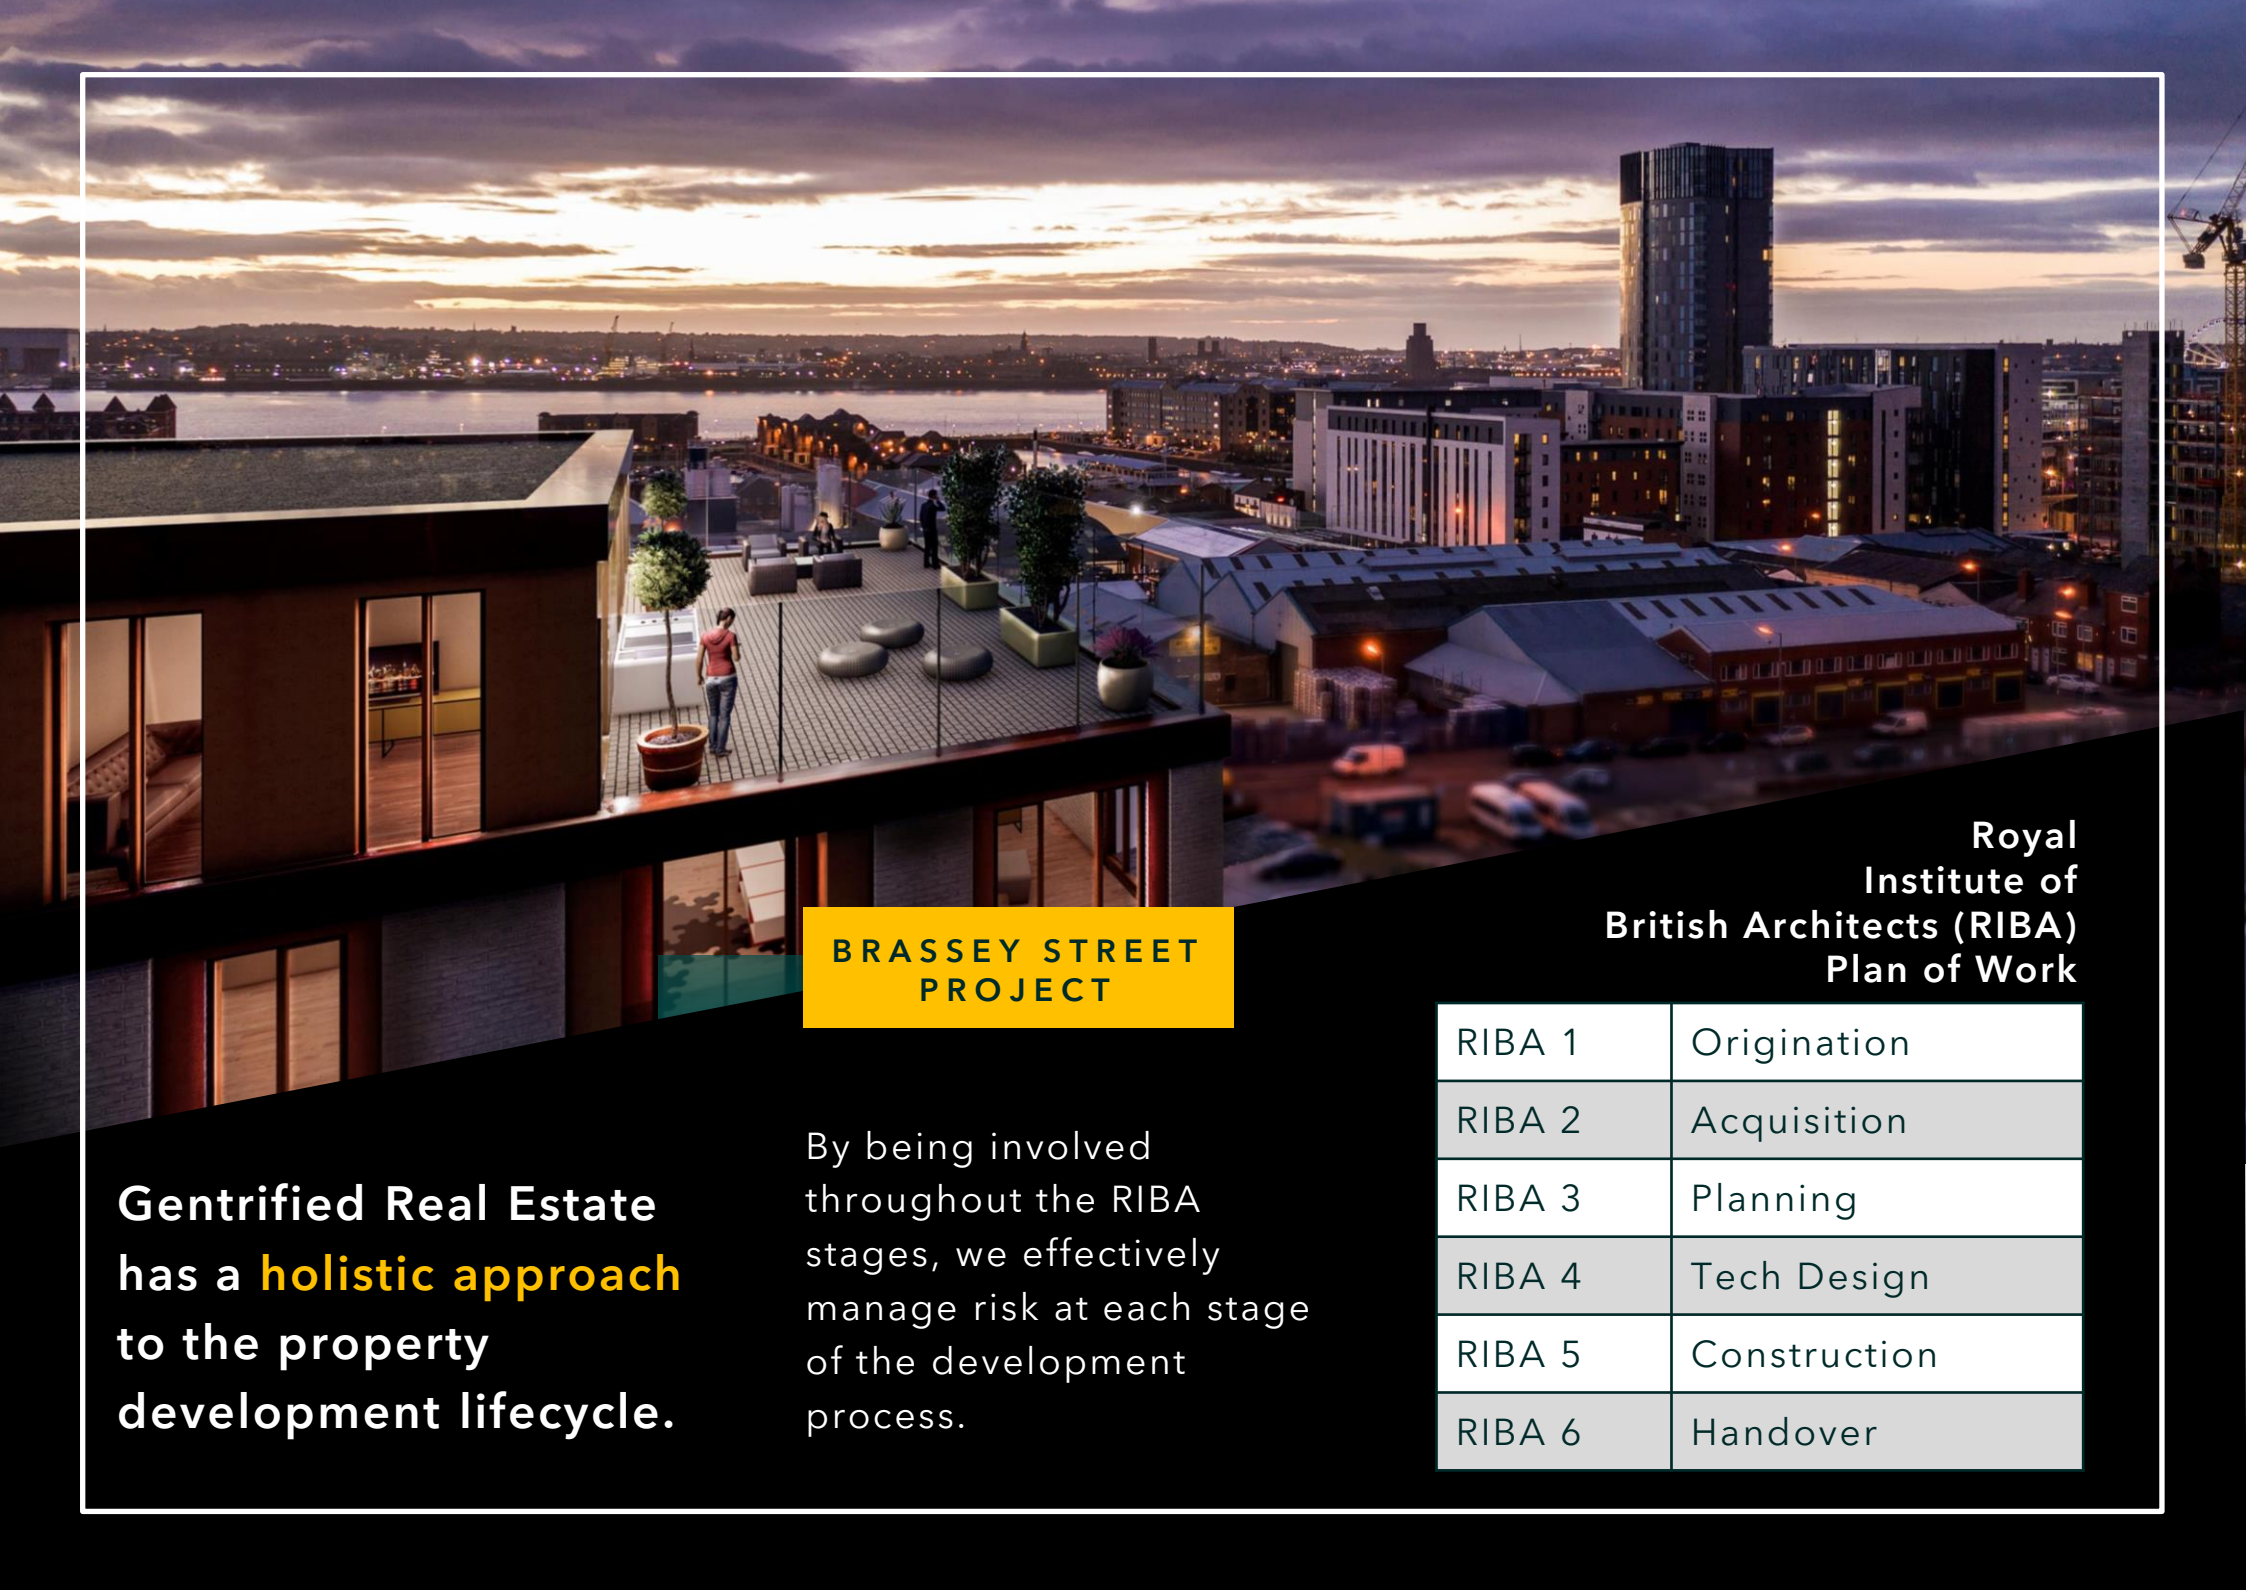 BRASSEY STREET
PROJECT
Gentrified Real Estate
has a holistic approach
to the property
development lifecycle.
By being involved
throughout the RIBA
stages, we effectively
manage risk at each stage
of the development
process.
Royal
Institute of
British Architects (RIBA)
Plan of Work
RIBA 1 Origination
RIBA 2 Acquisition
RIBA 3 Planning
RIBA 4 Tech Design
RIBA 5 Construction
RIBA 6 Handover